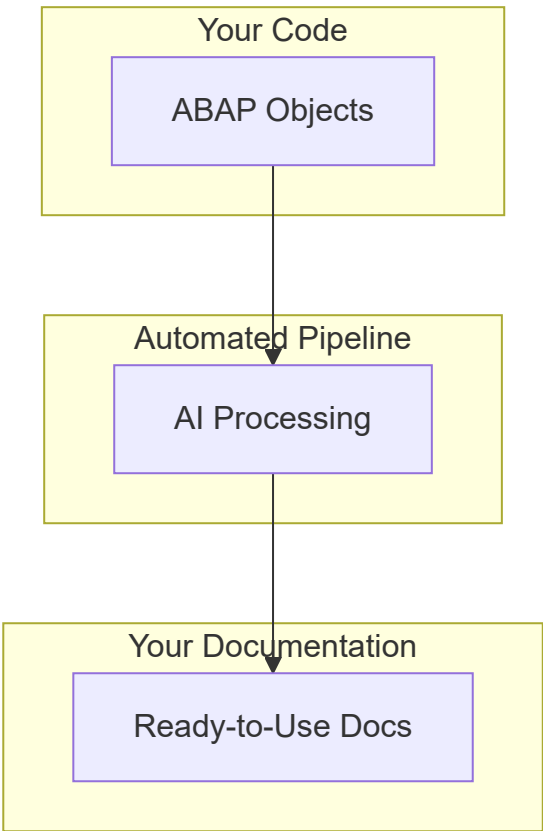 Your Code
ABAP Objects
Automated Pipeline
AI Processing
Your Documentation
Ready-to-Use Docs